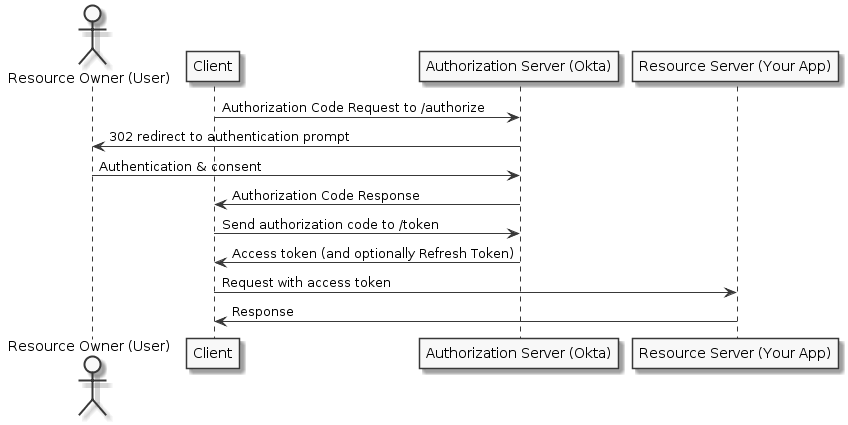 Resource Owner (User)
Client
Authorization Server (Okta)
Resource Server (Your App)
Authorization Code Request to /authorize
302 redirect to authentication prompt
Authentication & consent
Authorization Code Response
Send authorization code to /token
Access token (and optionally Refresh Token)
Request with access token
Response
Resource Owner (User)
Client
Authorization Server (Okta)
Resource Server (Your App)